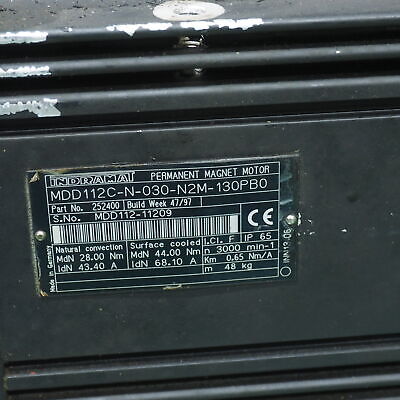 INDRAMAT PERMANENT MAGNET MOTOR
MDD112C-N-030-N2M-130PB0
Part No. 252400 Build Week 47/97
S.No. MDD112-11209
Natural convection Surface cooled I.Cl. F IP 65
MdN 28.00 Nm MdN 44.00 Nm n 3000 min-1
IdN 43.40 A IdN 68.10 A Km 0.65 Nm/A
m 48 kg
Made in Germany
CE
INN13.06